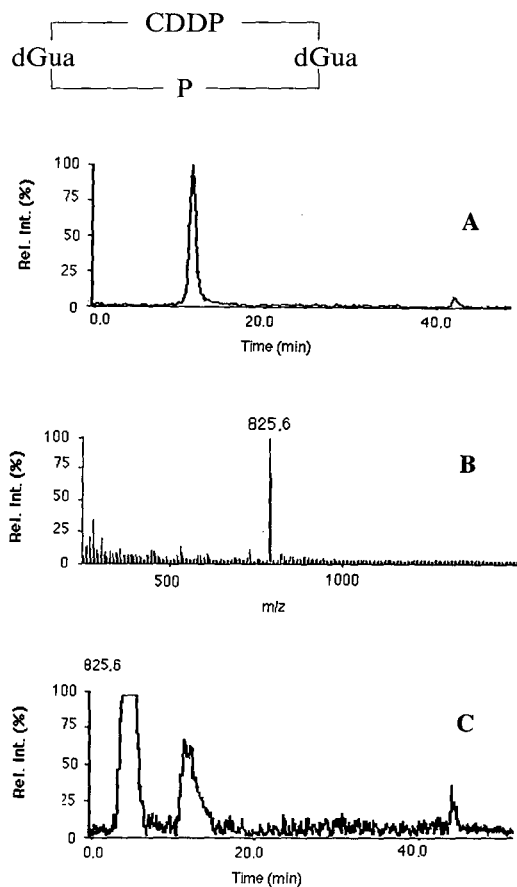 CDDP
dGua dGua
P
100
75
50
25
0
Rel. Int. (%)
A
0.0 20.0 40.0
Time (min)
825.6
100
75
50
25
0
Rel. Int. (%)
B
500 1000
m/z
825.6
100
75
50
25
0
Rel. Int. (%)
C
0.0 20.0 40.0
Time (min)